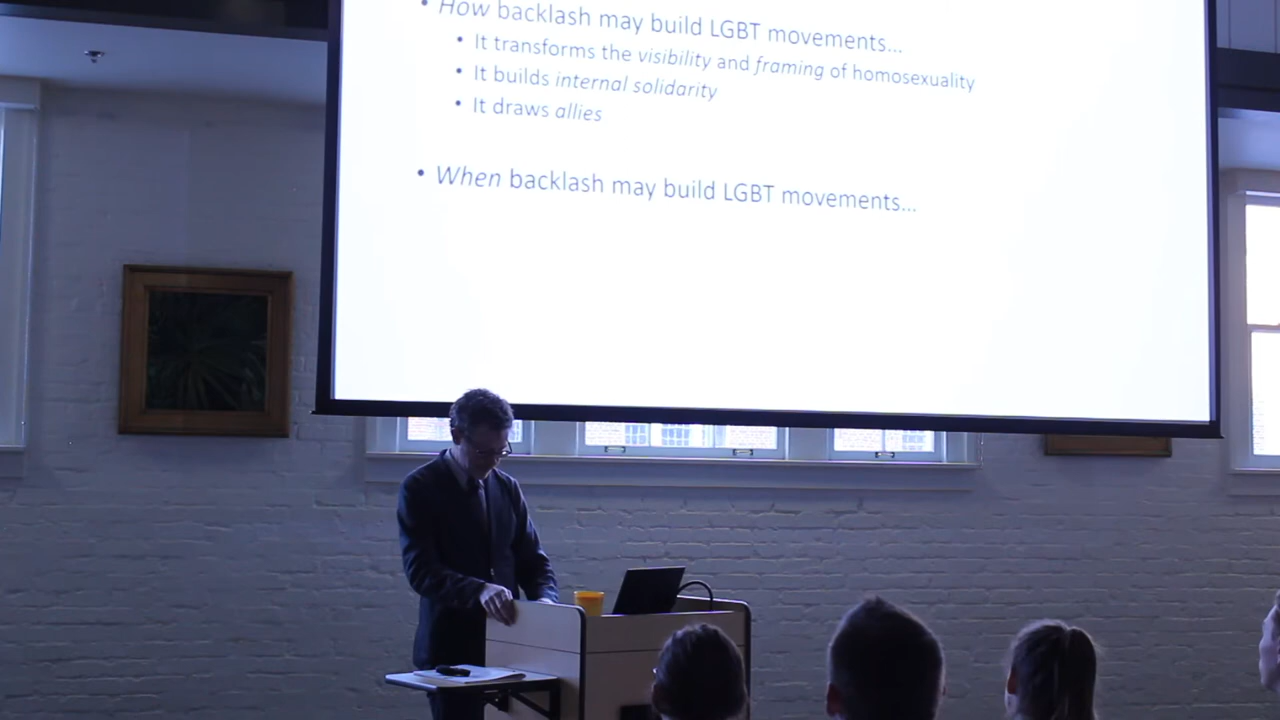 • How backlash may build LGBT movements...
• It transforms the visibility and framing of homosexuality
• It builds internal solidarity
• It draws allies
• When backlash may build LGBT movements...